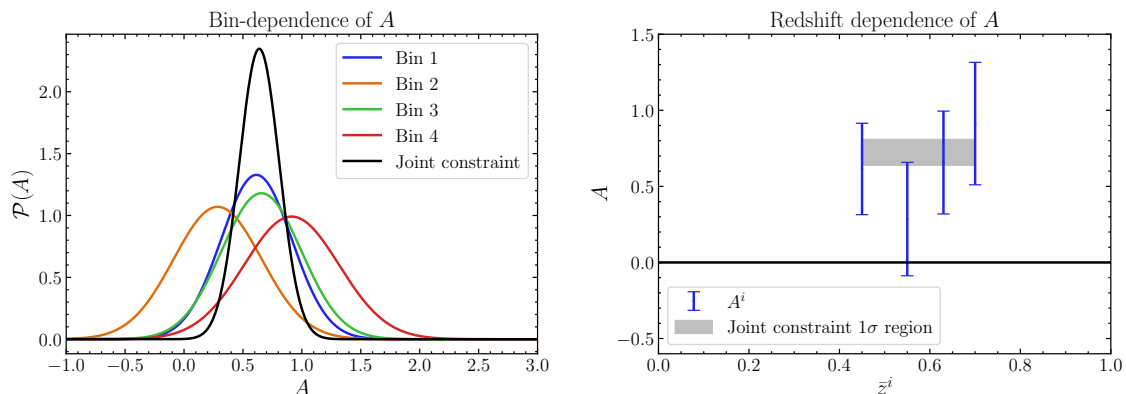 Bin-dependence of A
P(A)
2.0
1.5
1.0
0.5
0.0
−1.0 −0.5 0.0 0.5 1.0 1.5 2.0 2.5 3.0
A
Bin 1
Bin 2
Bin 3
Bin 4
Joint constraint
Redshift dependence of A
A
1.5
1.0
0.5
0.0
−0.5
0.0 0.2 0.4 0.6 0.8 1.0
z̄ⁱ
Aⁱ
Joint constraint 1σ region